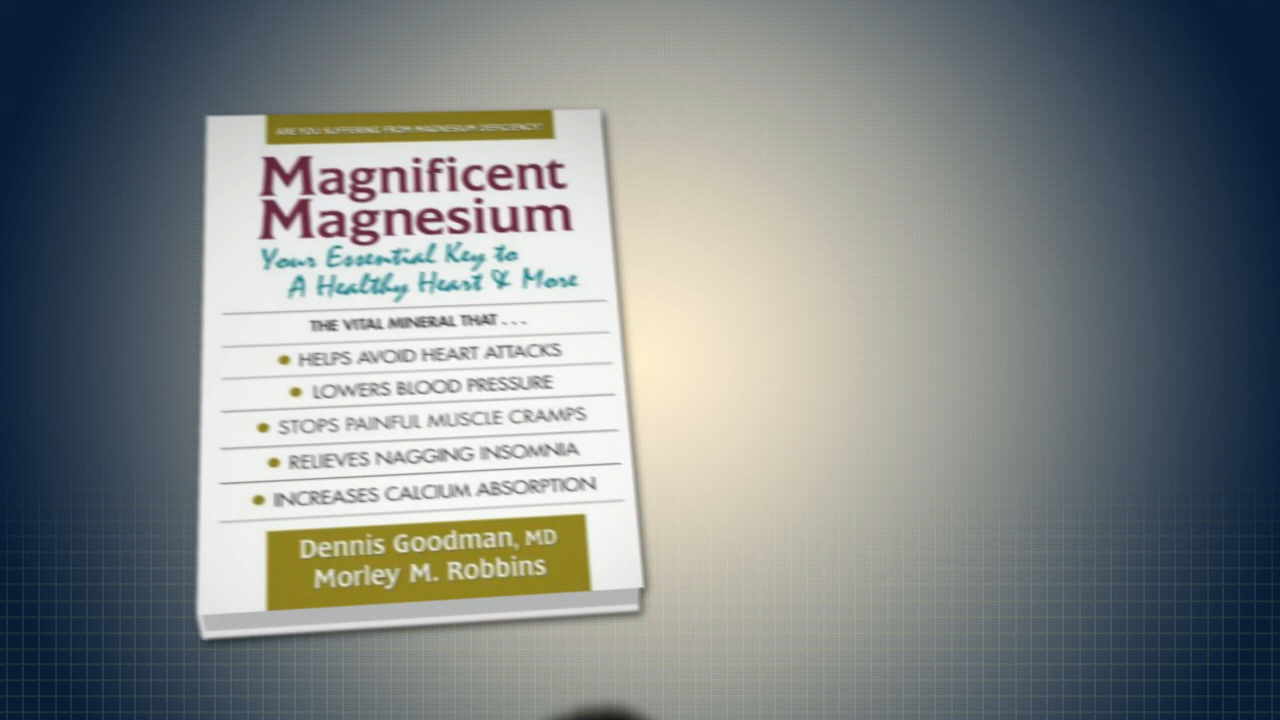 ARE YOU SUFFERING FROM MAGNESIUM DEFICIENCY?
Magnificent
Magnesium
Your Essential Key to
A Healthy Heart & More
THE VITAL MINERAL THAT . . .
• HELPS AVOID HEART ATTACKS
• LOWERS BLOOD PRESSURE
• STOPS PAINFUL MUSCLE CRAMPS
• RELIEVES NAGGING INSOMNIA
• INCREASES CALCIUM ABSORPTION
Dennis Goodman, MD
Morley M. Robbins